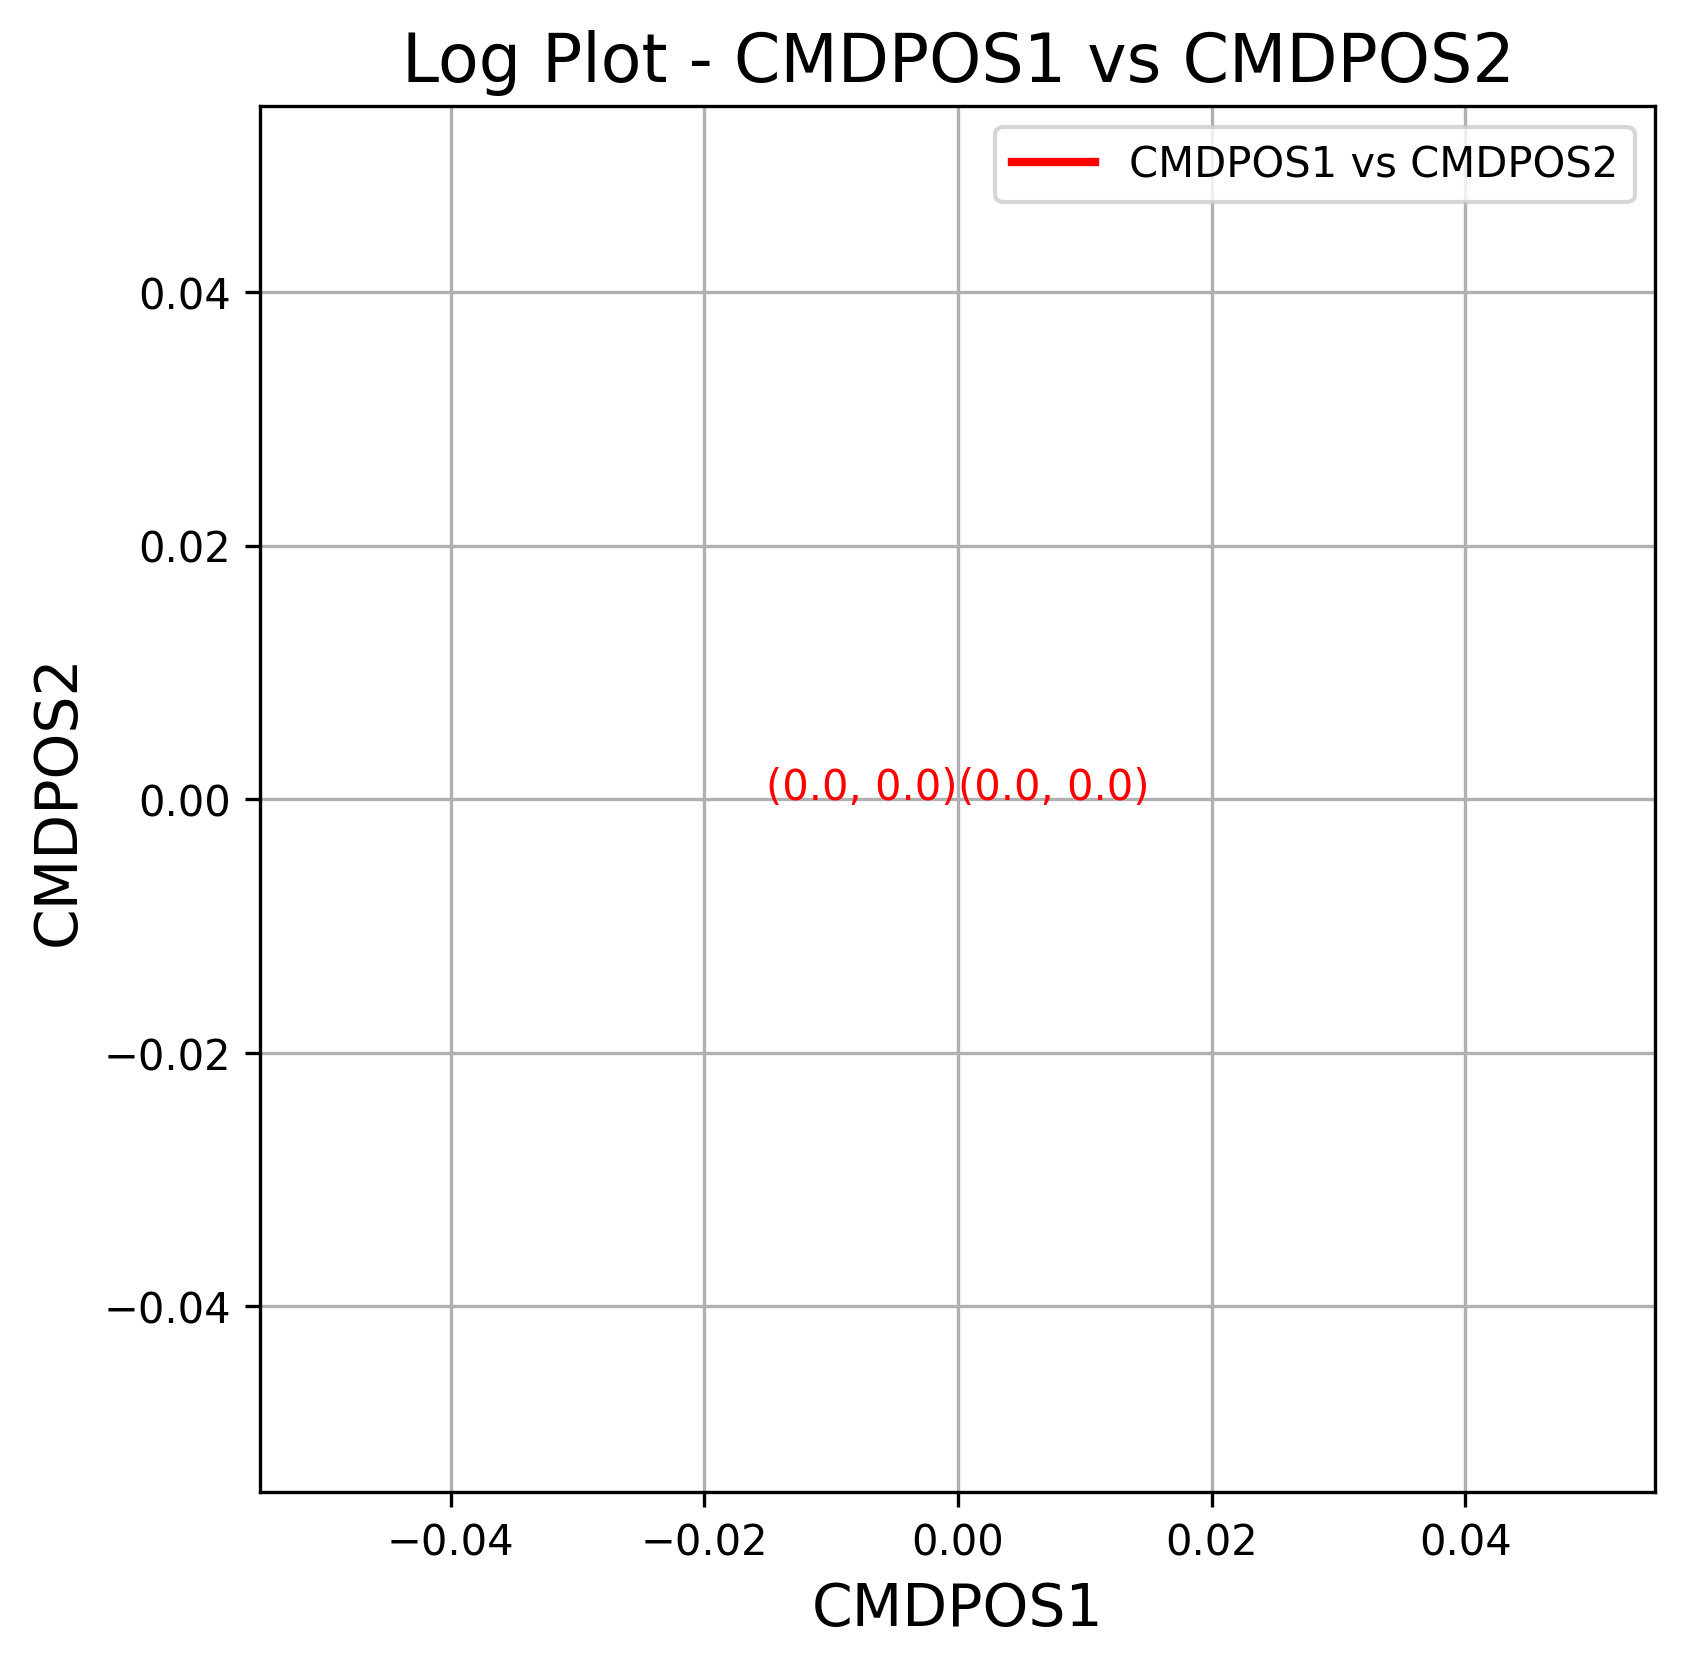 Log Plot - CMDPOS1 vs CMDPOS2
CMDPOS1 vs CMDPOS2
0.04
0.02
0.00
−0.02
−0.04
CMDPOS2
(0.0, 0.0)(0.0, 0.0)
−0.04 −0.02 0.00 0.02 0.04
CMDPOS1